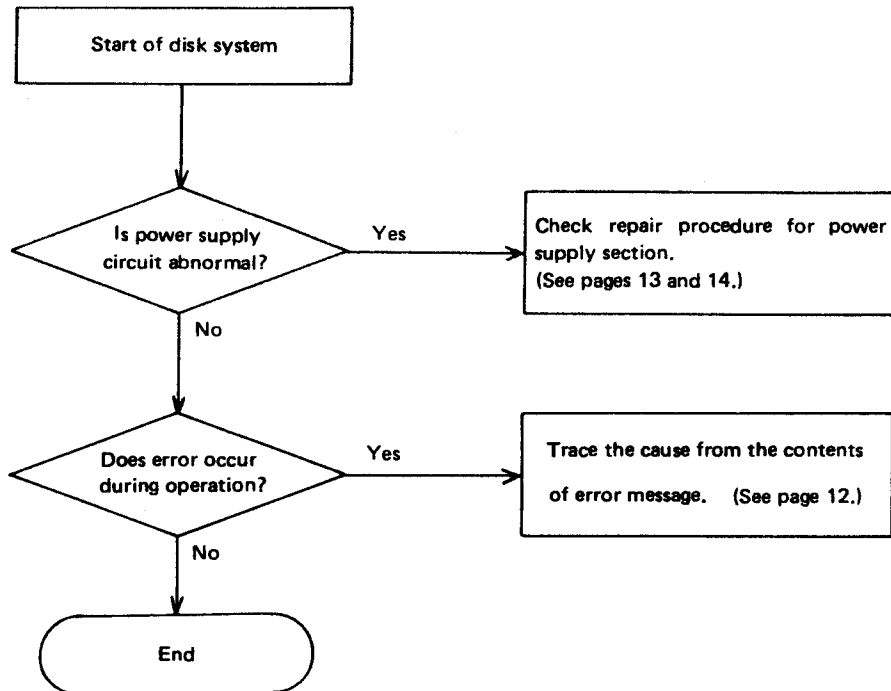 Start of disk system
Is power supply
circuit abnormal?
Yes
Check repair procedure for power
supply section.
(See pages 13 and 14.)
No
Does error occur
during operation?
Yes
Trace the cause from the contents
of error message. (See page 12.)
No
End